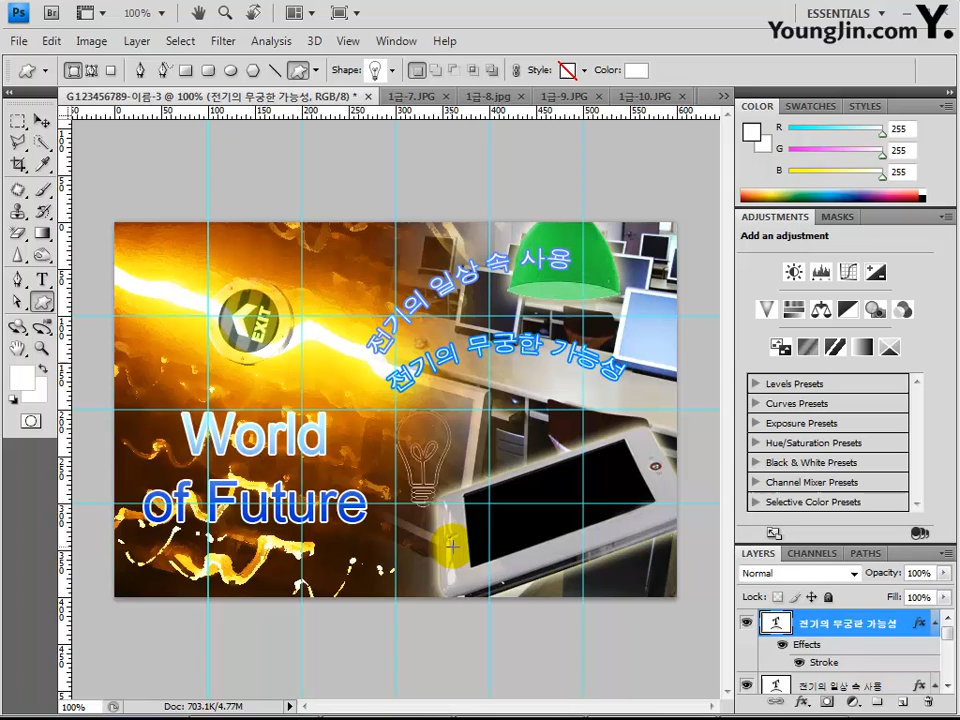 Ps Br 100% ESSENTIALS
YoungJin.com Y.
File Edit Image Layer Select Filter Analysis 3D View Window Help
Shape: Style: Color:
G123456789-이름-3 @ 100% (전기의 무궁한 가능성, RGB/8) * × 1급-7.JPG × 1급-8.jpg × 1급-9.JPG × 1급-10.JPG ×
COLOR SWATCHES STYLES
R 255
G 150
B 255
ADJUSTMENTS MASKS
Add an adjustment
Levels Presets
Curves Presets
Exposure Presets
Hue/Saturation Presets
Black & White Presets
Channel Mixer Presets
Selective Color Presets
전기의 일상 속 사용
EXIT
전기의 무궁한 가능성
World
of Future
LAYERS CHANNELS PATHS
Normal Opacity: 100%
Lock: Fill: 100%
T 전기의 무궁한 가능성 fx
Effects
Stroke
T 전기의 일상 속 사용 fx
100% Doc: 703.1K/4.77M